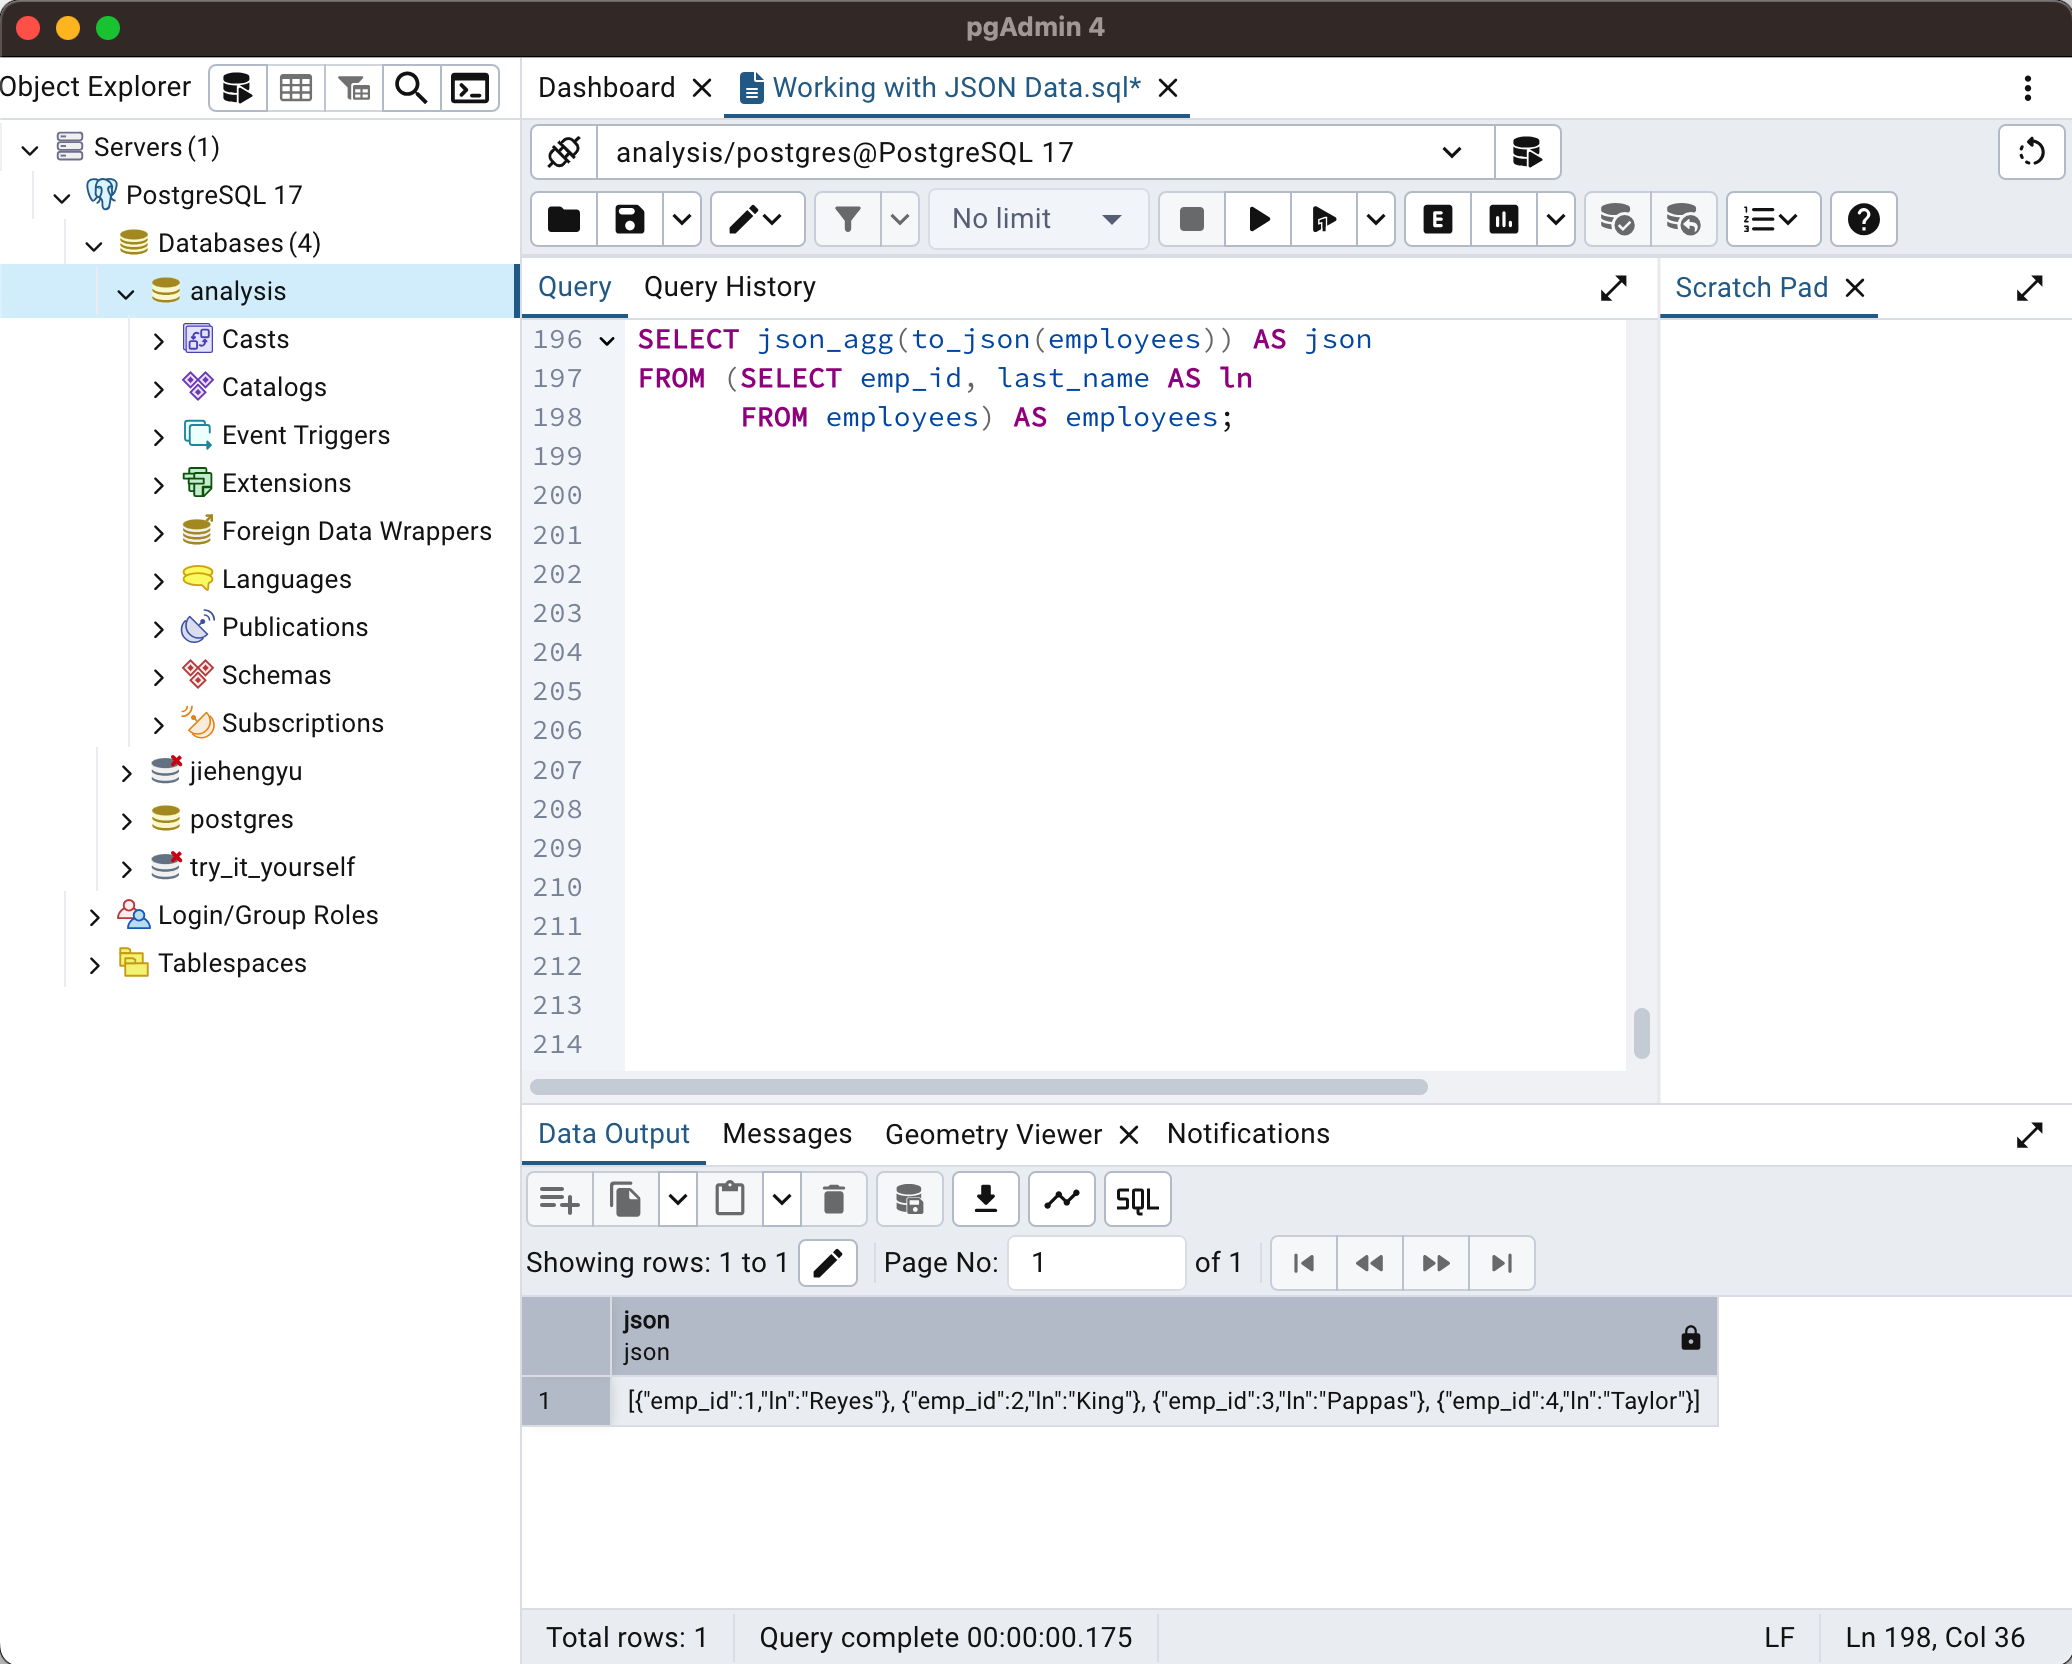 pgAdmin 4
Object Explorer
Dashboard
Working with JSON Data.sql*
Servers (1)
PostgreSQL 17
Databases (4)
analysis
Casts
Catalogs
Event Triggers
Extensions
Foreign Data Wrappers
Languages
Publications
Schemas
Subscriptions
jiehengyu
postgres
try_it_yourself
Login/Group Roles
Tablespaces
analysis/postgres@PostgreSQL 17
No limit
Query
Query History
Scratch Pad
196 SELECT json_agg(to_json(employees)) AS json
197 FROM (SELECT emp_id, last_name AS ln
198 FROM employees) AS employees;
199
200
201
202
203
204
205
206
207
208
209
210
211
212
213
214
Data Output
Messages
Geometry Viewer
Notifications
SQL
Showing rows: 1 to 1
Page No: 1 of 1
json
json
1 [{"emp_id":1,"ln":"Reyes"}, {"emp_id":2,"ln":"King"}, {"emp_id":3,"ln":"Pappas"}, {"emp_id":4,"ln":"Taylor"}]
Total rows: 1
Query complete 00:00:00.175
LF
Ln 198, Col 36